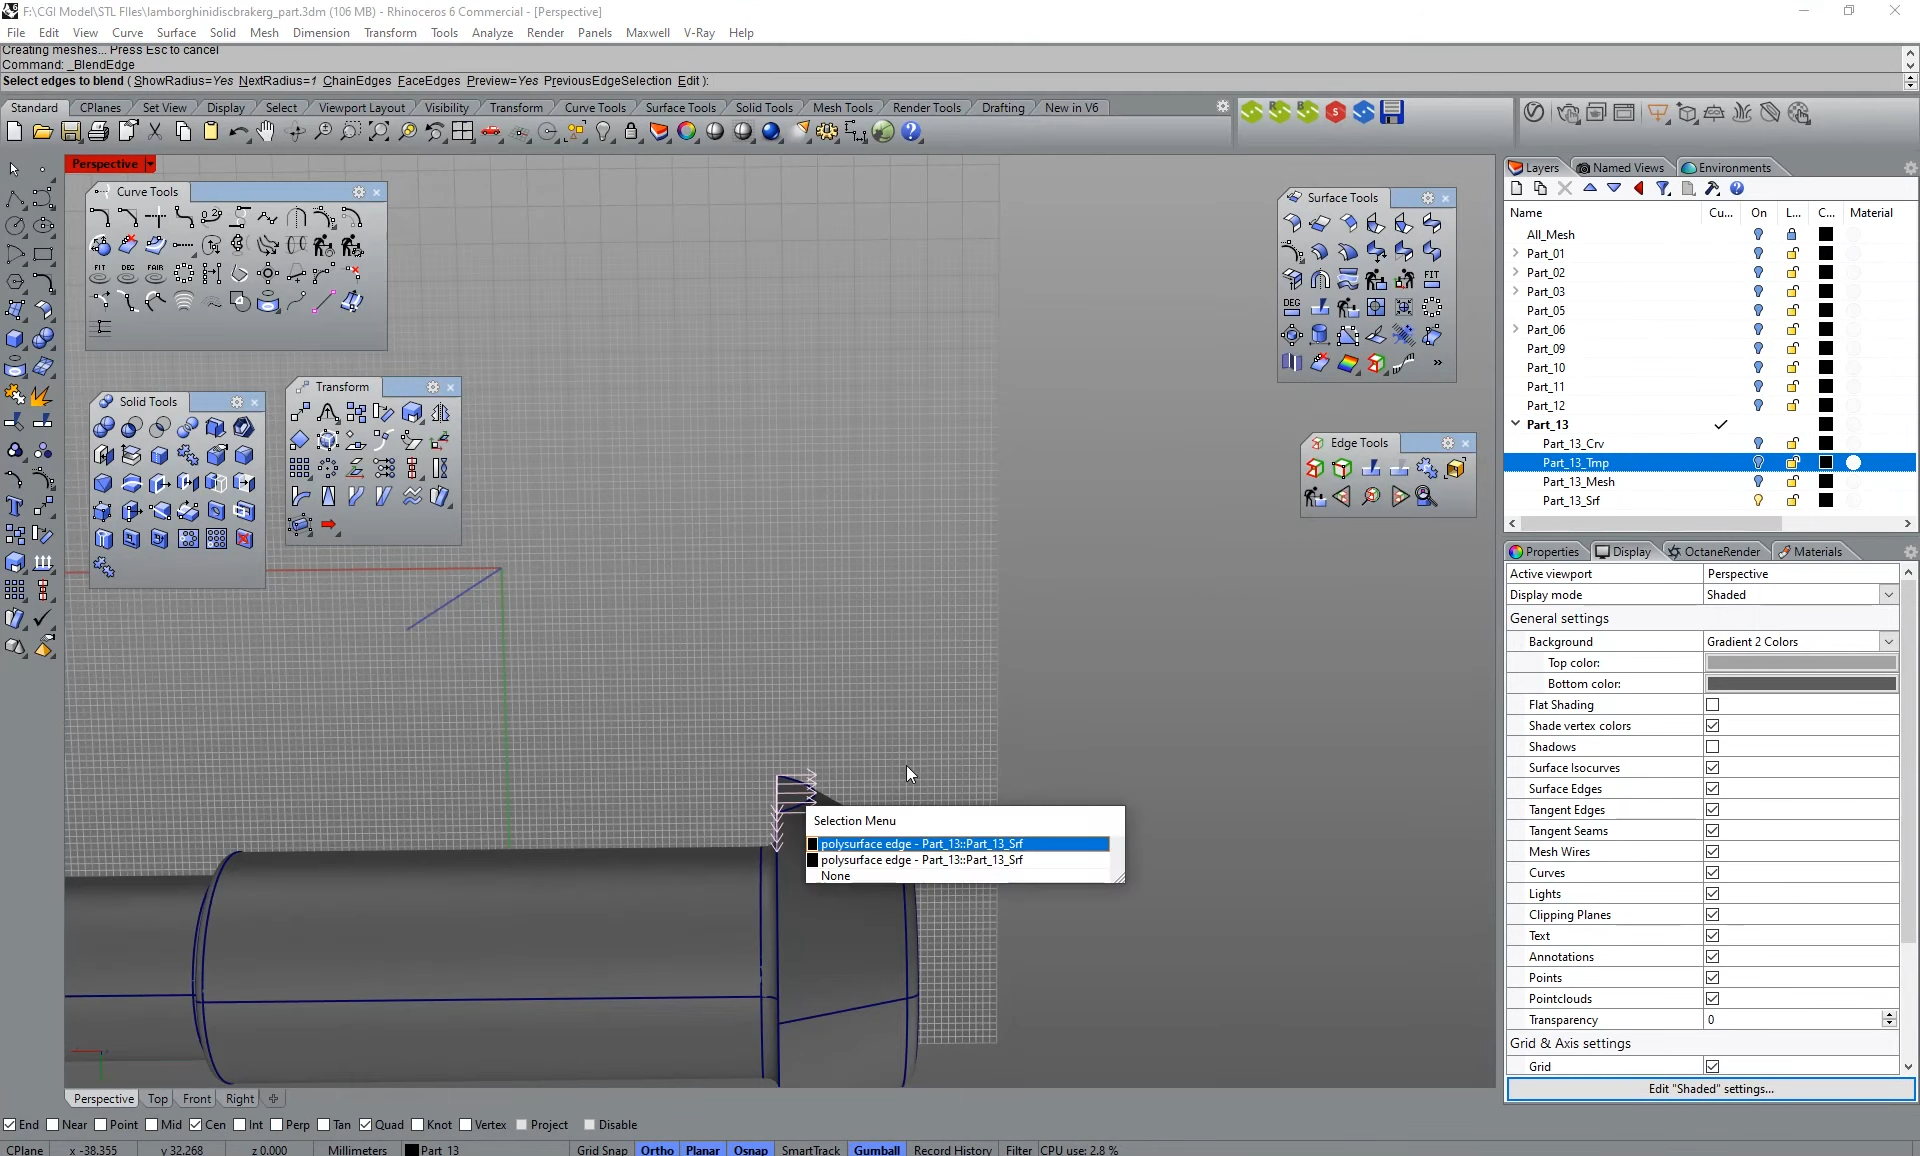 F:\CGI Model\STL FIles\lamborghinidiscbrakerg_part.3dm (106 MB) - Rhinoceros 6 Commercial - [Perspective]
File Edit View Curve Surface Solid Mesh Dimension Transform Tools Analyze Render Panels Maxwell V-Ray Help
Creating meshes... Press Esc to cancel
Command: _BlendEdge
Select edges to blend ( ShowRadius=Yes NextRadius=1 ChainEdges FaceEdges Preview=Yes PreviousEdgeSelection Edit ):
Standard CPlanes Set View Display Select Viewport Layout Visibility Transform Curve Tools Surface Tools Solid Tools Mesh Tools Render Tools Drafting New in V6
Perspective
Curve Tools
FIT DEG FAIR
Solid Tools
Transform
Surface Tools
FIT
DEG
Edge Tools
Selection Menu
polysurface edge - Part_13::Part_13_Srf
polysurface edge - Part_13::Part_13_Srf
None
Layers Named Views Environments
Name Cu... On L... C... Material
All_Mesh
Part_01
Part_02
Part_03
Part_05
Part_06
Part_09
Part_10
Part_11
Part_12
Part_13
Part_13_Crv
Part_13_Tmp
Part_13_Mesh
Part_13_Srf
Properties Display OctaneRender Materials
Active viewport Perspective
Display mode Shaded
General settings
Background Gradient 2 Colors
Top color:
Bottom color:
Flat Shading
Shade vertex colors
Shadows
Surface Isocurves
Surface Edges
Tangent Edges
Tangent Seams
Mesh Wires
Curves
Lights
Clipping Planes
Text
Annotations
Points
Pointclouds
Transparency 0
Grid & Axis settings
Grid
Edit "Shaded" settings...
Perspective Top Front Right
End Near Point Mid Cen Int Perp Tan Quad Knot Vertex Project Disable
CPlane x -38.355 y 32.268 z 0.000 Millimeters Part_13 Grid Snap Ortho Planar Osnap SmartTrack Gumball Record History Filter CPU use: 2.8 %